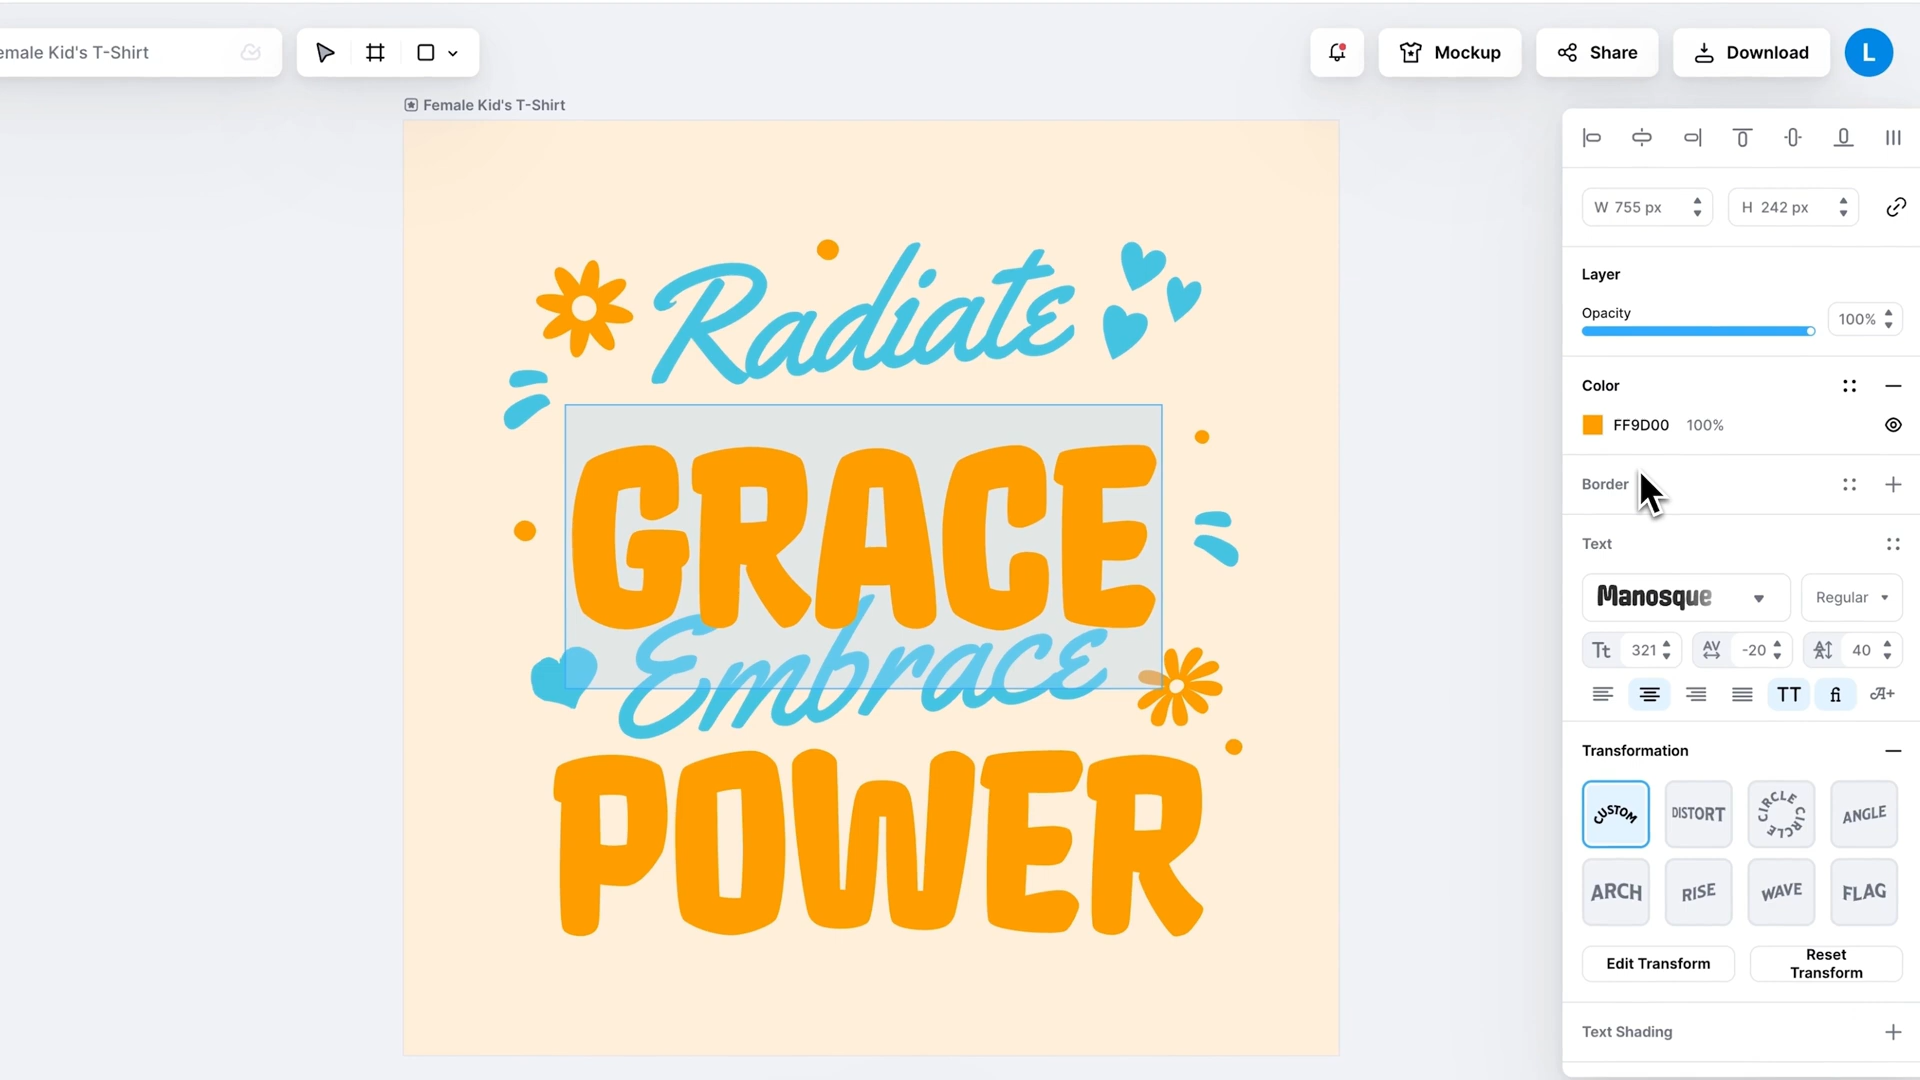 emale Kid's T-Shirt
Mockup
Share
Download
L
Female Kid's T-Shirt
Radiate
GRACE
Embrace
POWER
W 755 px
H 242 px
Layer
Opacity
100%
Color
FF9D00 100%
Border
Text
Manosque
Regular
Tt 321
AV -20
A 40
TT fi A+
Transformation
CUSTOM DISTORT CIRCLE CIRCLE ANGLE
ARCH RISE WAVE FLAG
Edit Transform
Reset
Transform
Text Shading